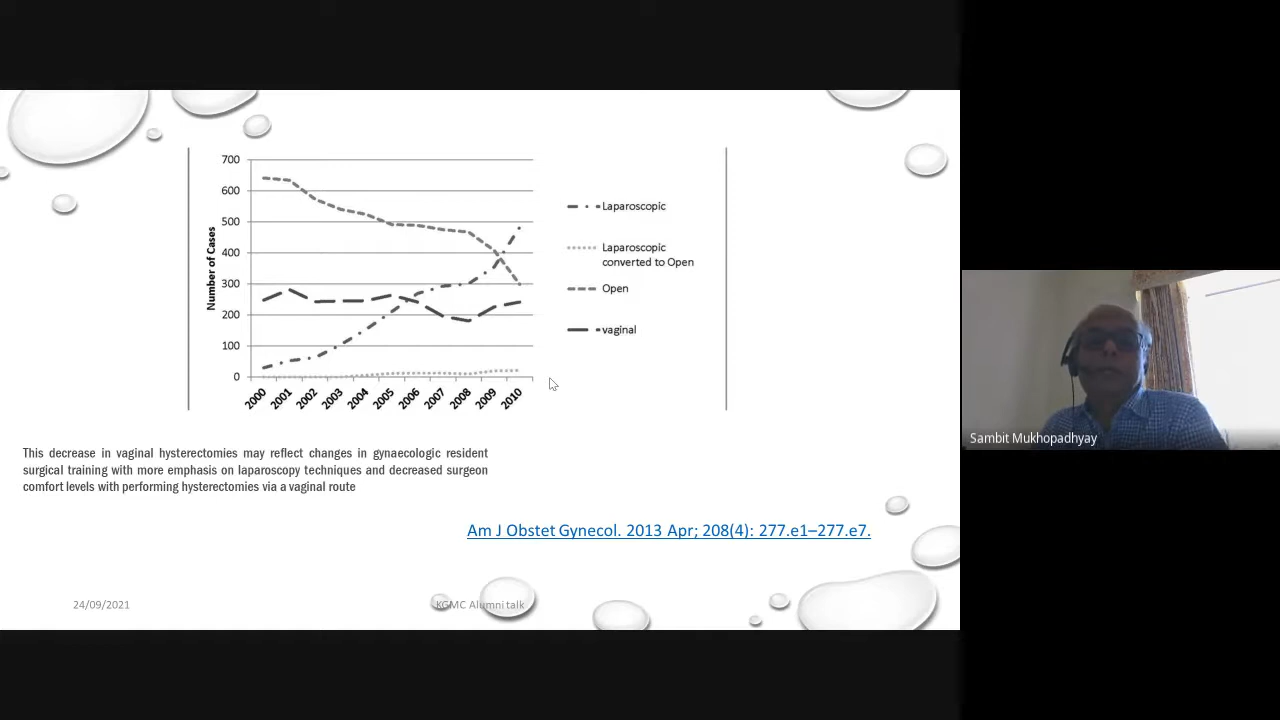 700
600
500
400
300
200
100
0
Number of Cases
2000
2001
2002
2003
2004
2005
2006
2007
2008
2009
2010
Laparoscopic
Laparoscopic
converted to Open
Open
vaginal
This decrease in vaginal hysterectomies may reflect changes in gynaecologic resident
surgical training with more emphasis on laparoscopy techniques and decreased surgeon
comfort levels with performing hysterectomies via a vaginal route
Am J Obstet Gynecol. 2013 Apr; 208(4): 277.e1–277.e7.
24/09/2021
KGMC Alumni talk
Sambit Mukhopadhyay